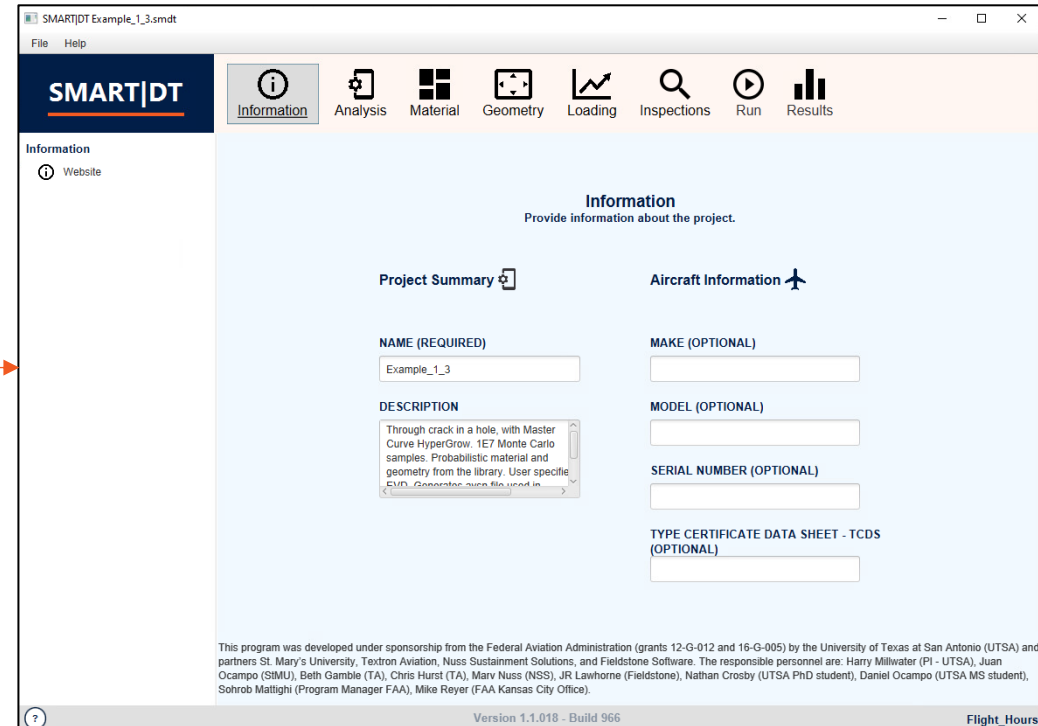 SMART|DT Example_1_3.smdt
File Help
SMART|DT
Information Analysis Material Geometry Loading Inspections Run Results
Information
Website
Information
Provide information about the project.
Project Summary
Aircraft Information
NAME (REQUIRED)
MAKE (OPTIONAL)
Example_1_3
DESCRIPTION
MODEL (OPTIONAL)
Through crack in a hole, with Master
Curve HyperGrow. 1E7 Monte Carlo
samples. Probabilistic material and
geometry from the library. User specifie
EVD. Generates avsn file used in
SERIAL NUMBER (OPTIONAL)
TYPE CERTIFICATE DATA SHEET - TCDS
(OPTIONAL)
This program was developed under sponsorship from the Federal Aviation Administration (grants 12-G-012 and 16-G-005) by the University of Texas at San Antonio (UTSA) and
partners St. Mary's University, Textron Aviation, Nuss Sustainment Solutions, and Fieldstone Software. The responsible personnel are: Harry Millwater (PI - UTSA), Juan
Ocampo (StMU), Beth Gamble (TA), Chris Hurst (TA), Marv Nuss (NSS), JR Lawhorne (Fieldstone), Nathan Crosby (UTSA PhD student), Daniel Ocampo (UTSA MS student),
Sohrob Mattighi (Program Manager FAA), Mike Reyer (FAA Kansas City Office).
? Version 1.1.018 - Build 966 Flight_Hours